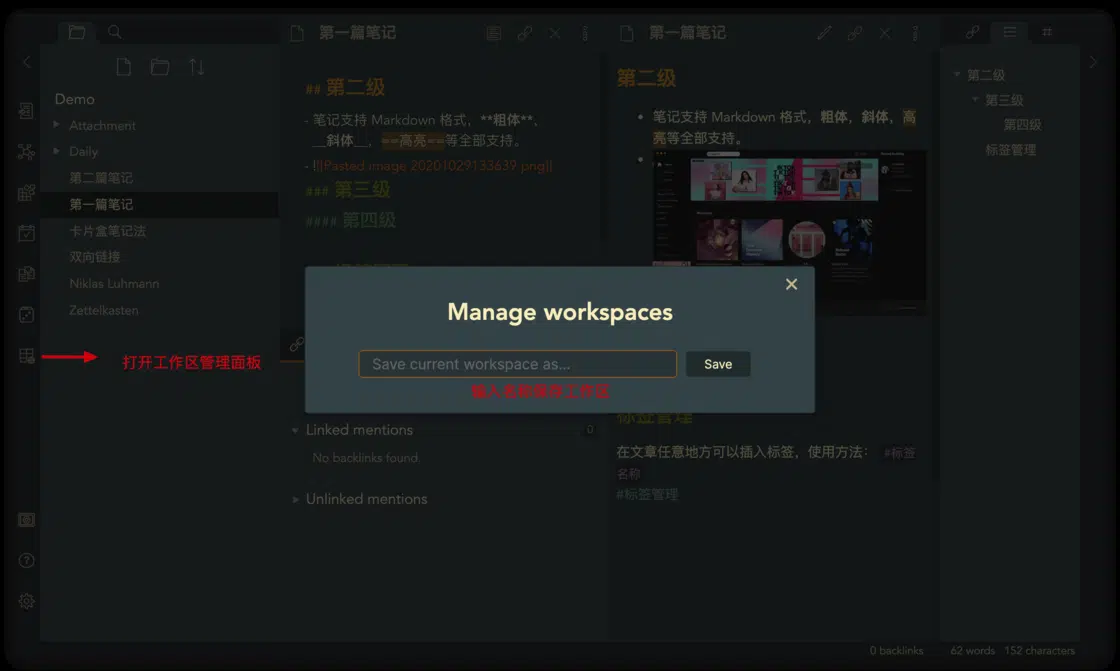 第一篇笔记
第一篇笔记
Demo
Attachment
Daily
第二篇笔记
第一篇笔记
卡片盒笔记法
双向链接
Niklas Luhmann
Zettelkasten
打开工作区管理面板
## 第二级
- 笔记支持 Markdown 格式，**粗体**、
__斜体__，==高亮==等全部支持。
- ![[Pasted image 20201029133639.png]]
### 第三级
#### 第四级
Manage workspaces
Save current workspace as...
Save
输入名称保存工作区
Linked mentions
0
No backlinks found.
Unlinked mentions
第二级
• 笔记支持 Markdown 格式，粗体，斜体，高
亮等全部支持。
标签管理
在文章任意地方可以插入标签，使用方法： #标签
名称
#标签管理
第二级
第三级
第四级
标签管理
0 backlinks
62 words
152 characters